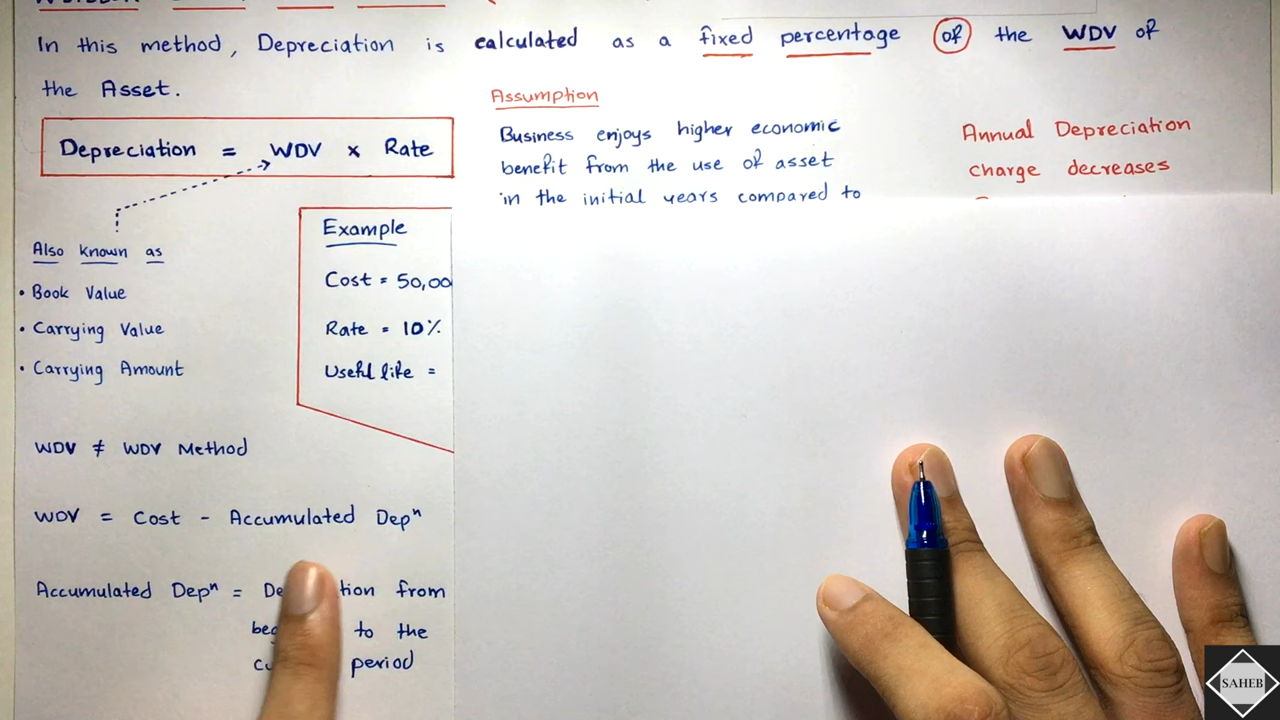 In this method, Depreciation is calculated as a fixed percentage of the WDV of
the Asset.
Depreciation = WDV × Rate
Also known as
• Book Value
• Carrying Value
• Carrying Amount
Example
Cost = 50,00
Rate = 10%
Useful life =
WDV ≠ WDV Method
WDV = Cost - Accumulated Depⁿ
Accumulated Depⁿ = from
to the
period
Assumption
Business enjoys higher economic
benefit from the use of asset
in the initial years compared to
Annual Depreciation
charge decreases
SAHEB